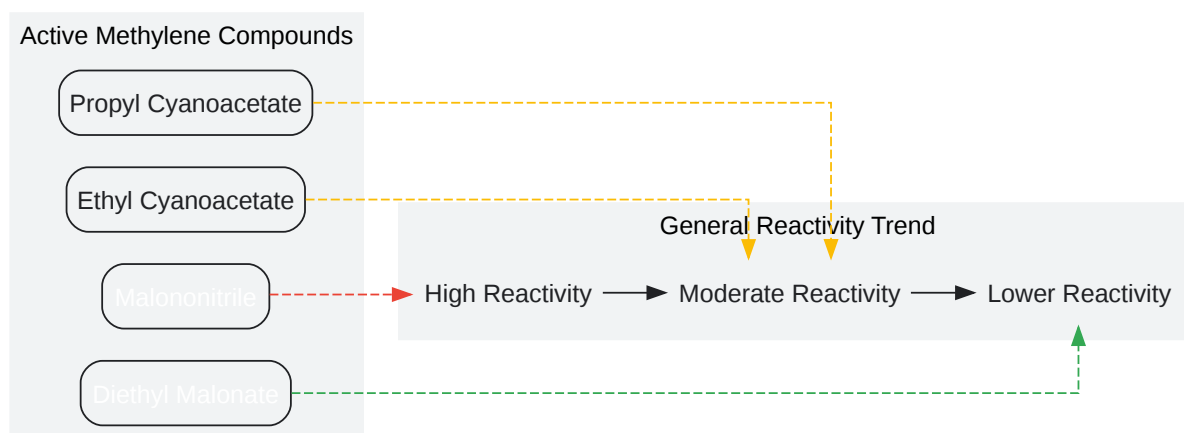 Active Methylene Compounds
Propyl Cyanoacetate
Ethyl Cyanoacetate
Malononitrile
Diethyl Malonate
General Reactivity Trend
High Reactivity
Moderate Reactivity
Lower Reactivity